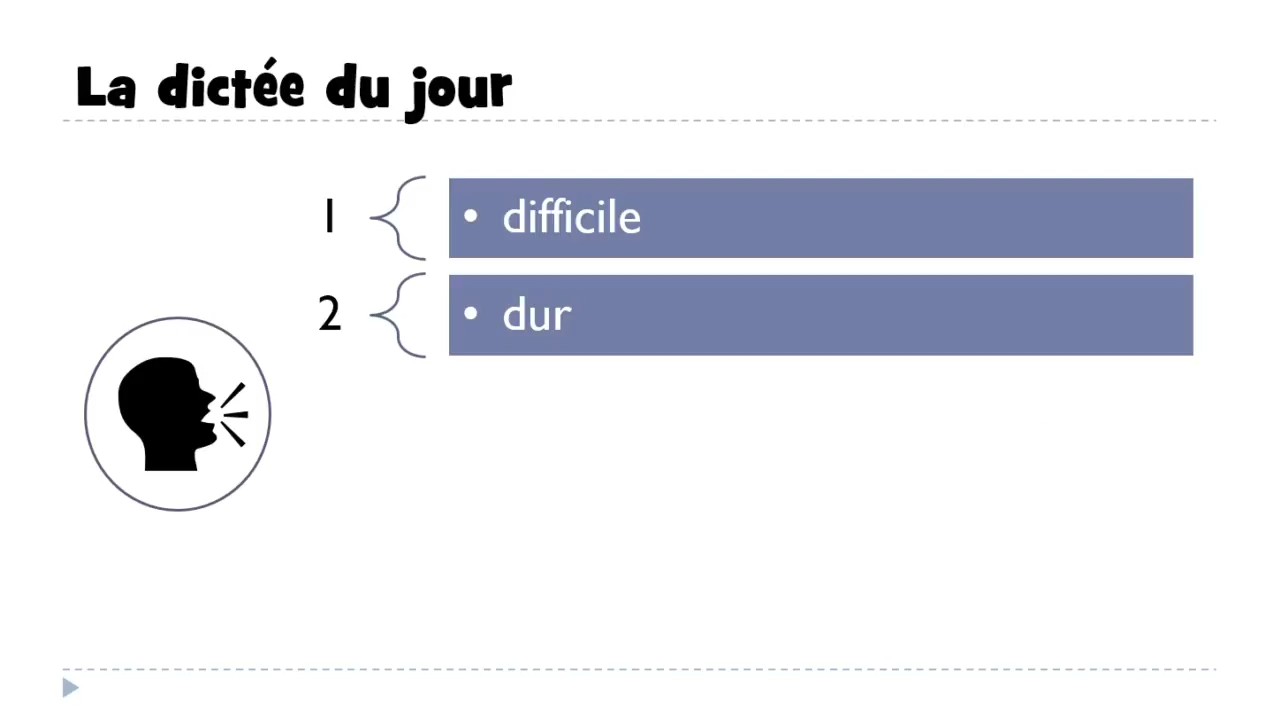 La dictée du jour
1
• difficile
2
• dur